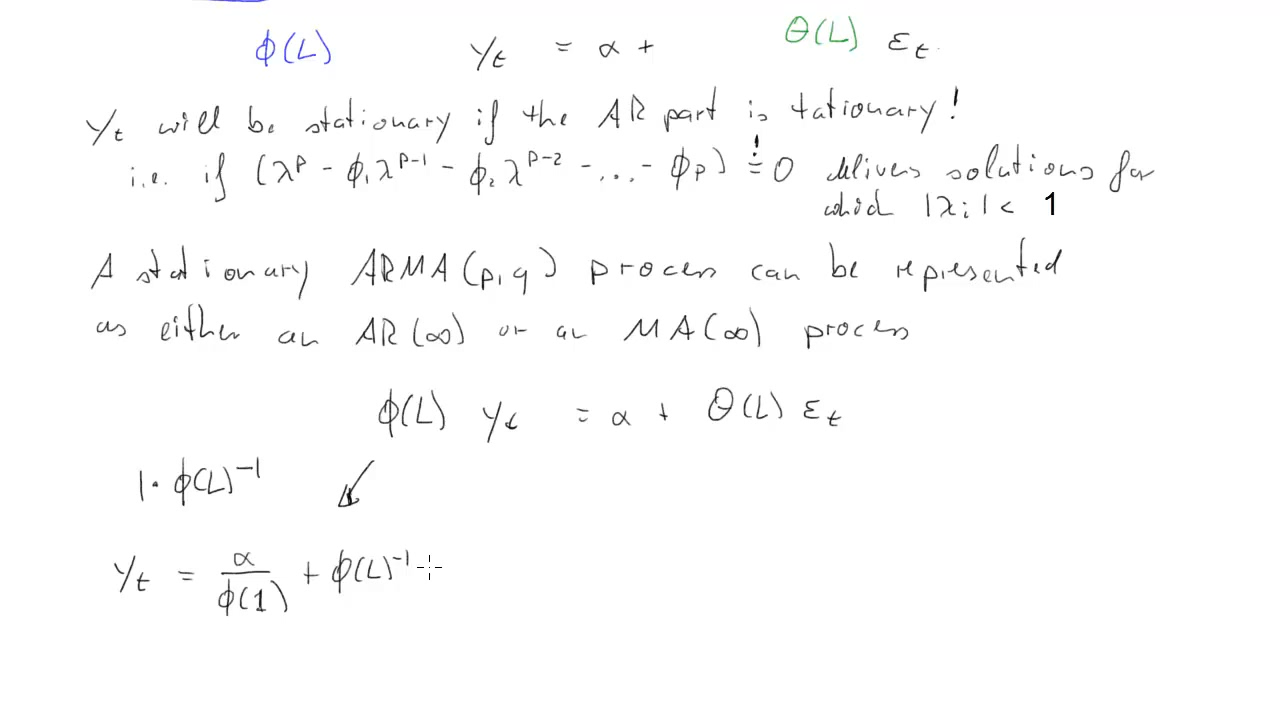 ϕ(L) yₜ = α + θ(L) εₜ
yₜ will be stationary if the AR part is tationary!
i.e. if (λ^p - ϕ₁λ^{p-1} - ϕ₂λ^{p-2} - ... - ϕₚ) =! 0 delivers solutions for
which |λᵢ| < 1
A stationary ARMA(p,q) process can be represented
as either an AR(∞) or an MA(∞) process
ϕ(L) yₜ = α + θ(L) εₜ
|· ϕ(L)⁻¹
yₜ = α/ϕ(1) + ϕ(L)⁻¹